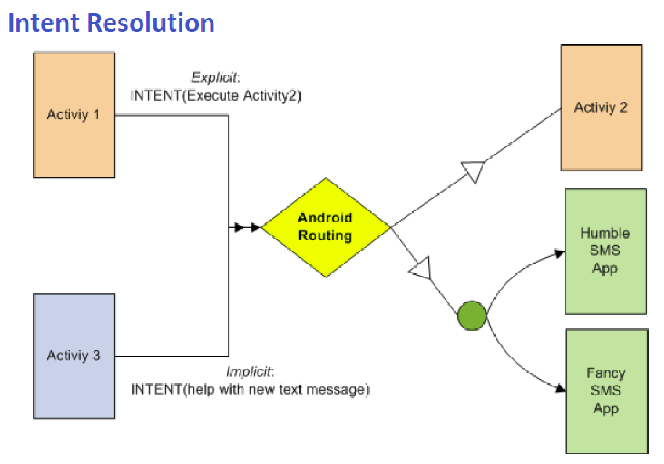 Intent Resolution
Explicit:
INTENT(Execute Activity2)
Activiy 1
Activiy 2
Android
Routing
Humble
SMS
App
Activiy 3
Implicit:
INTENT(help with new text message)
Fancy
SMS
App